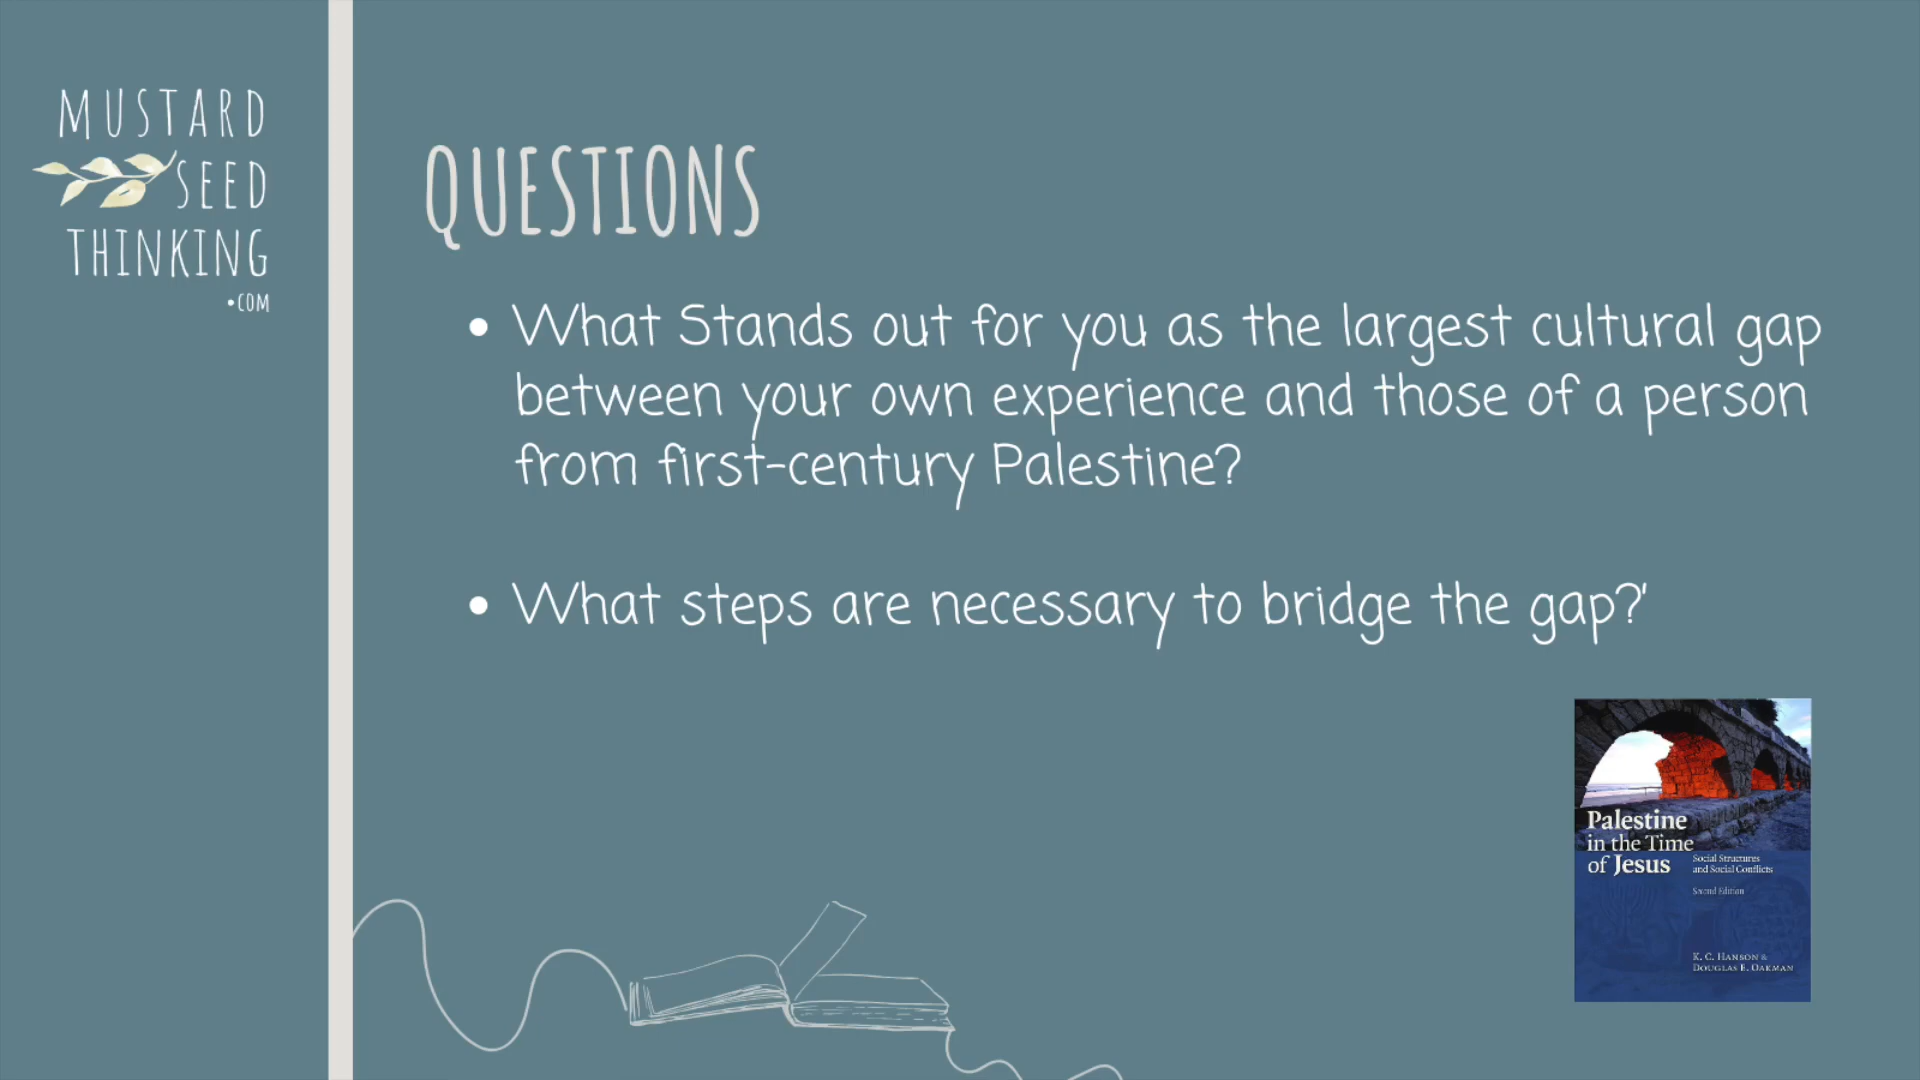 MUSTARD
SEED
THINKING
•COM
QUESTIONS
• What Stands out for you as the largest cultural gap
between your own experience and those of a person
from first-century Palestine?
• What steps are necessary to bridge the gap?'
Palestine
in the Time
of Jesus
Social Structures
and Social Conflicts
Second Edition
K. C. HANSON &
DOUGLAS E. OAKMAN